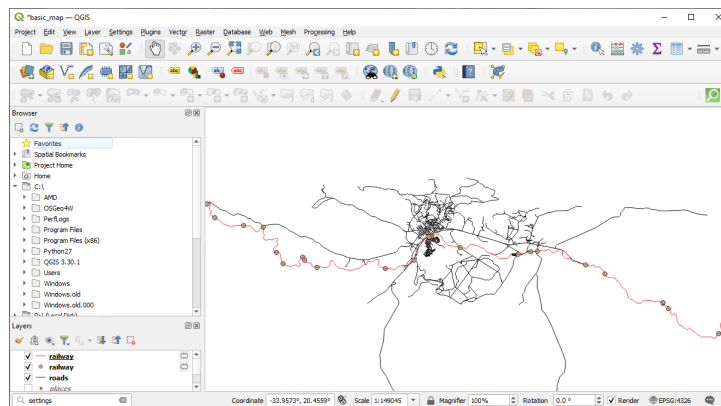 *basic_map — QGIS
Project Edit View Layer Settings Plugins Vector Raster Database Web Mesh Processing Help
abc abc abc
Browser
Favorites
Spatial Bookmarks
Project Home
Home
C:\
AMD
OSGeo4W
PerfLogs
Program Files
Program Files (x86)
Python27
QGIS 3.30.1
Users
Windows
Windows.old
Windows.old.000
Layers
railway
railway
roads
places
settings Coordinate -33.9573°, 20.4559° Scale 1:149045 Magnifier 100% Rotation 0.0 ° Render EPSG:4326